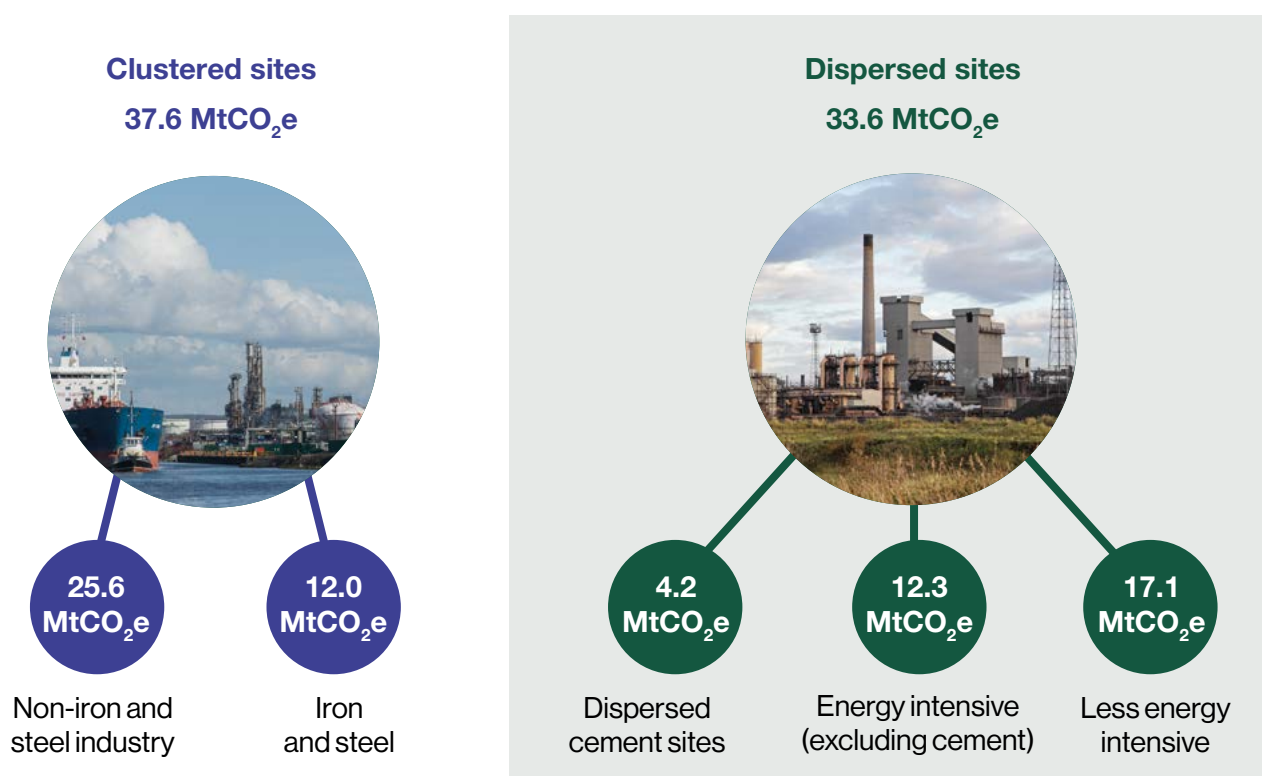 Clustered sites
37.6 MtCO₂e
25.6
MtCO₂e
Non-iron and
steel industry
12.0
MtCO₂e
Iron
and steel
Dispersed sites
33.6 MtCO₂e
4.2
MtCO₂e
Dispersed
cement sites
12.3
MtCO₂e
Energy intensive
(excluding cement)
17.1
MtCO₂e
Less energy
intensive